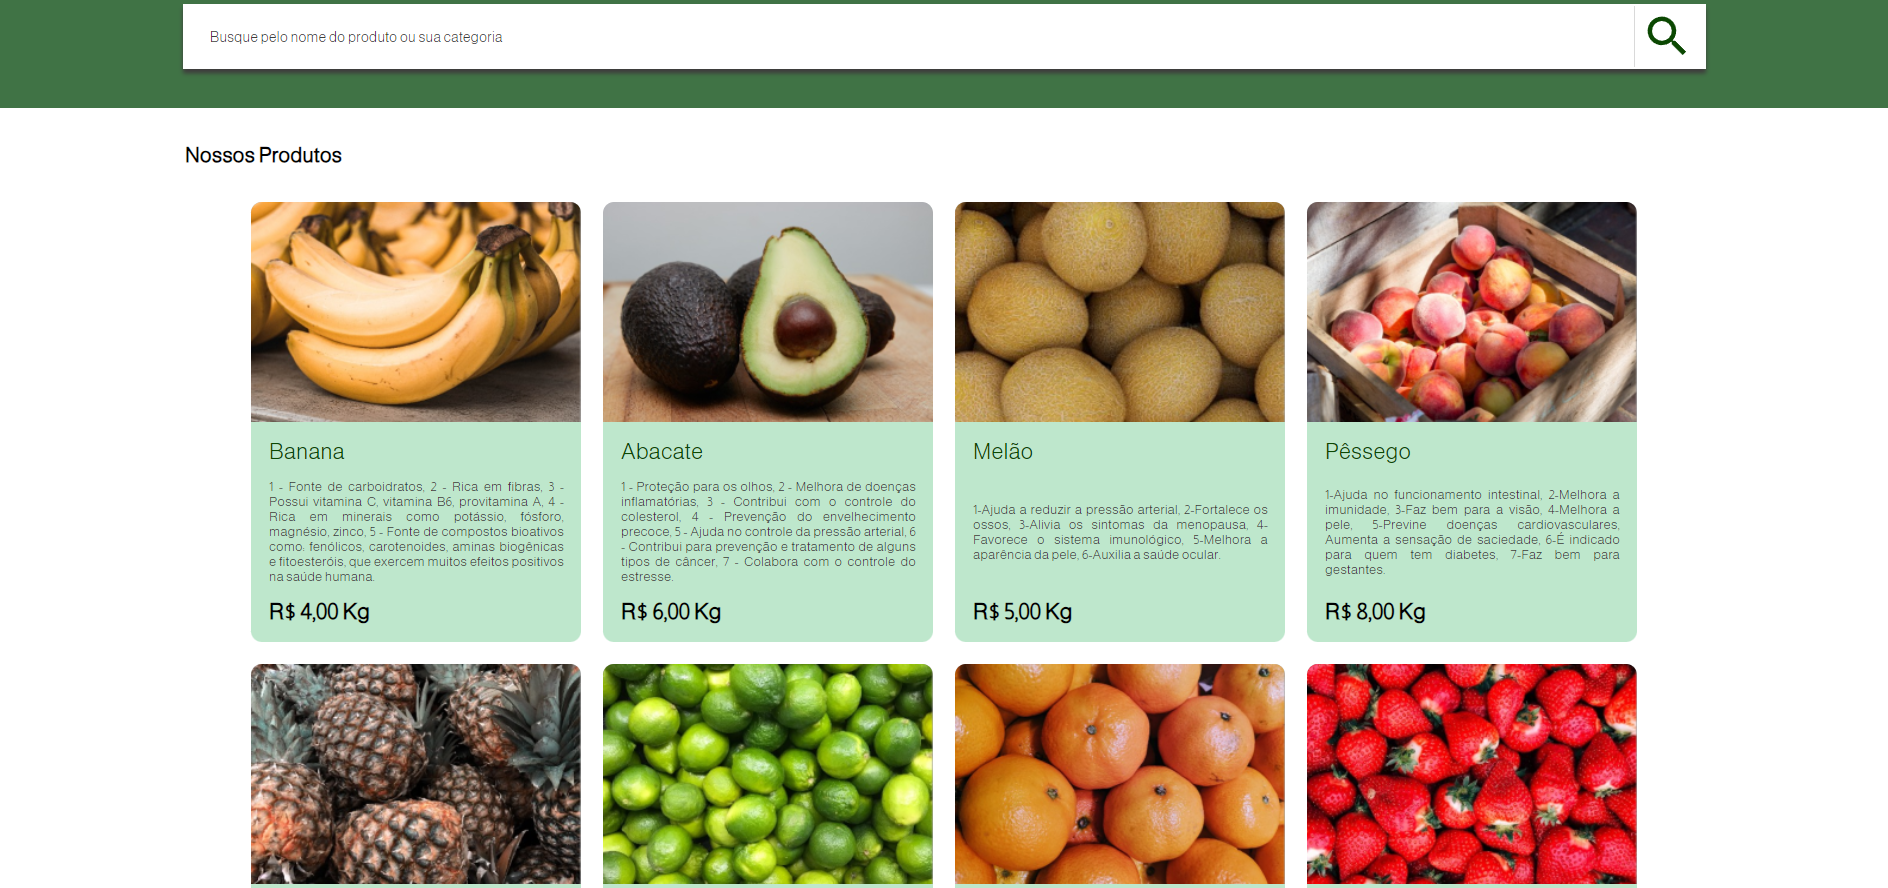 Busque pelo nome do produto ou sua categoria
Nossos Produtos
Banana
1 - Fonte de carboidratos, 2 - Rica em fibras, 3 -
Possui vitamina C, vitamina B6, provitamina A, 4 -
Rica em minerais como potássio, fósforo,
magnésio, zinco, 5 - Fonte de compostos bioativos
como: fenólicos, carotenoides, aminas biogênicas
e fitoesteróis, que exercem muitos efeitos positivos
na saúde humana.
R$ 4,00 Kg
Abacate
1 - Proteção para os olhos, 2 - Melhora de doenças
inflamatórias, 3 - Contribui com o controle do
colesterol, 4 - Prevenção do envelhecimento
precoce, 5 - Ajuda no controle da pressão arterial, 6
- Contribui para prevenção e tratamento de alguns
tipos de câncer, 7 - Colabora com o controle do
estresse.
R$ 6,00 Kg
Melão
1-Ajuda a reduzir a pressão arterial, 2-Fortalece os
ossos, 3-Alivia os sintomas da menopausa, 4-
Favorece o sistema imunológico, 5-Melhora a
aparência da pele, 6-Auxilia a saúde ocular.
R$ 5,00 Kg
Pêssego
1-Ajuda no funcionamento intestinal, 2-Melhora a
imunidade, 3-Faz bem para a visão, 4-Melhora a
pele, 5-Previne doenças cardiovasculares,
Aumenta a sensação de saciedade, 6-É indicado
para quem tem diabetes, 7-Faz bem para
gestantes.
R$ 8,00 Kg